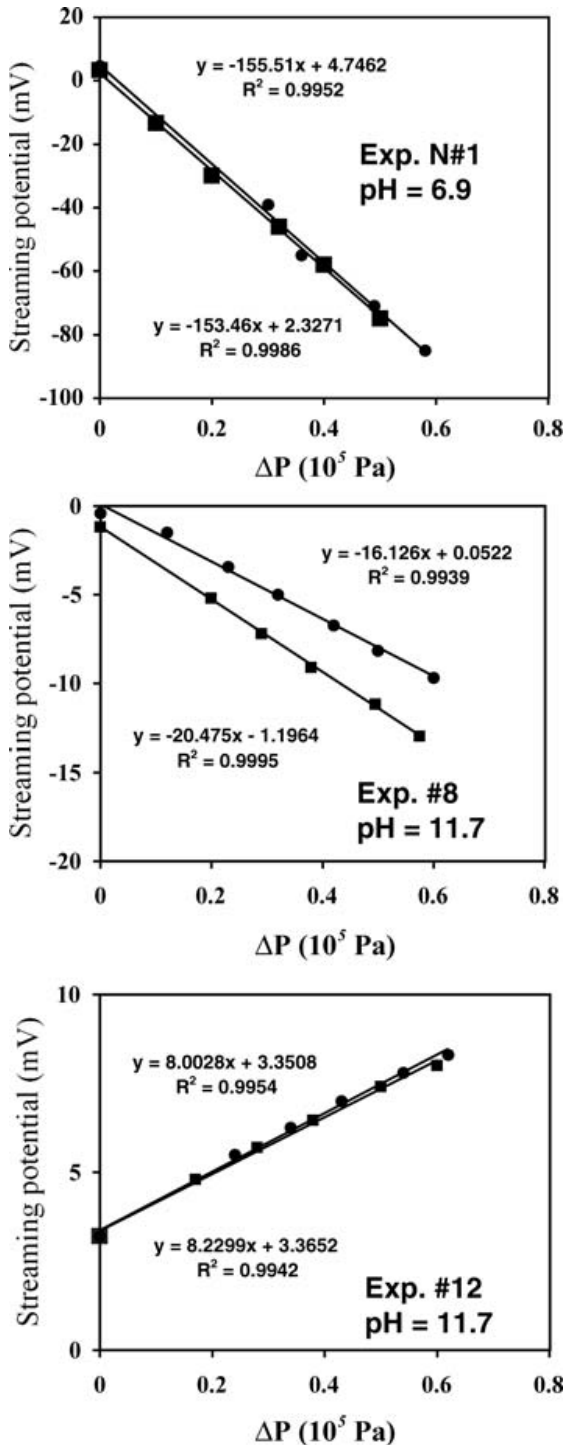 20
y = -155.51x + 4.7462
R² = 0.9952
0
Exp. N#1
pH = 6.9
-20
-40
-60
y = -153.46x + 2.3271
R² = 0.9986
-80
-100
Streaming potential (mV)
0 0.2 0.4 0.6 0.8
ΔP (10⁵ Pa)
0
y = -16.126x + 0.0522
R² = 0.9939
-5
-10
y = -20.475x - 1.1964
R² = 0.9995
-15
Exp. #8
pH = 11.7
-20
Streaming potential (mV)
0 0.2 0.4 0.6 0.8
ΔP (10⁵ Pa)
10
y = 8.0028x + 3.3508
R² = 0.9954
5
y = 8.2299x + 3.3652
R² = 0.9942
Exp. #12
pH = 11.7
0
Streaming potential (mV)
0 0.2 0.4 0.6 0.8
ΔP (10⁵ Pa)